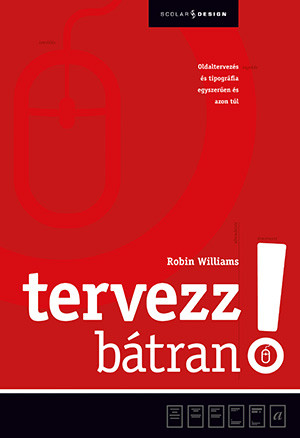 SCOLAR DESIGN
Oldaltervezés
és tipográfia
egyszerűen és
azon túl
Robin Williams
tervezz
bátran!